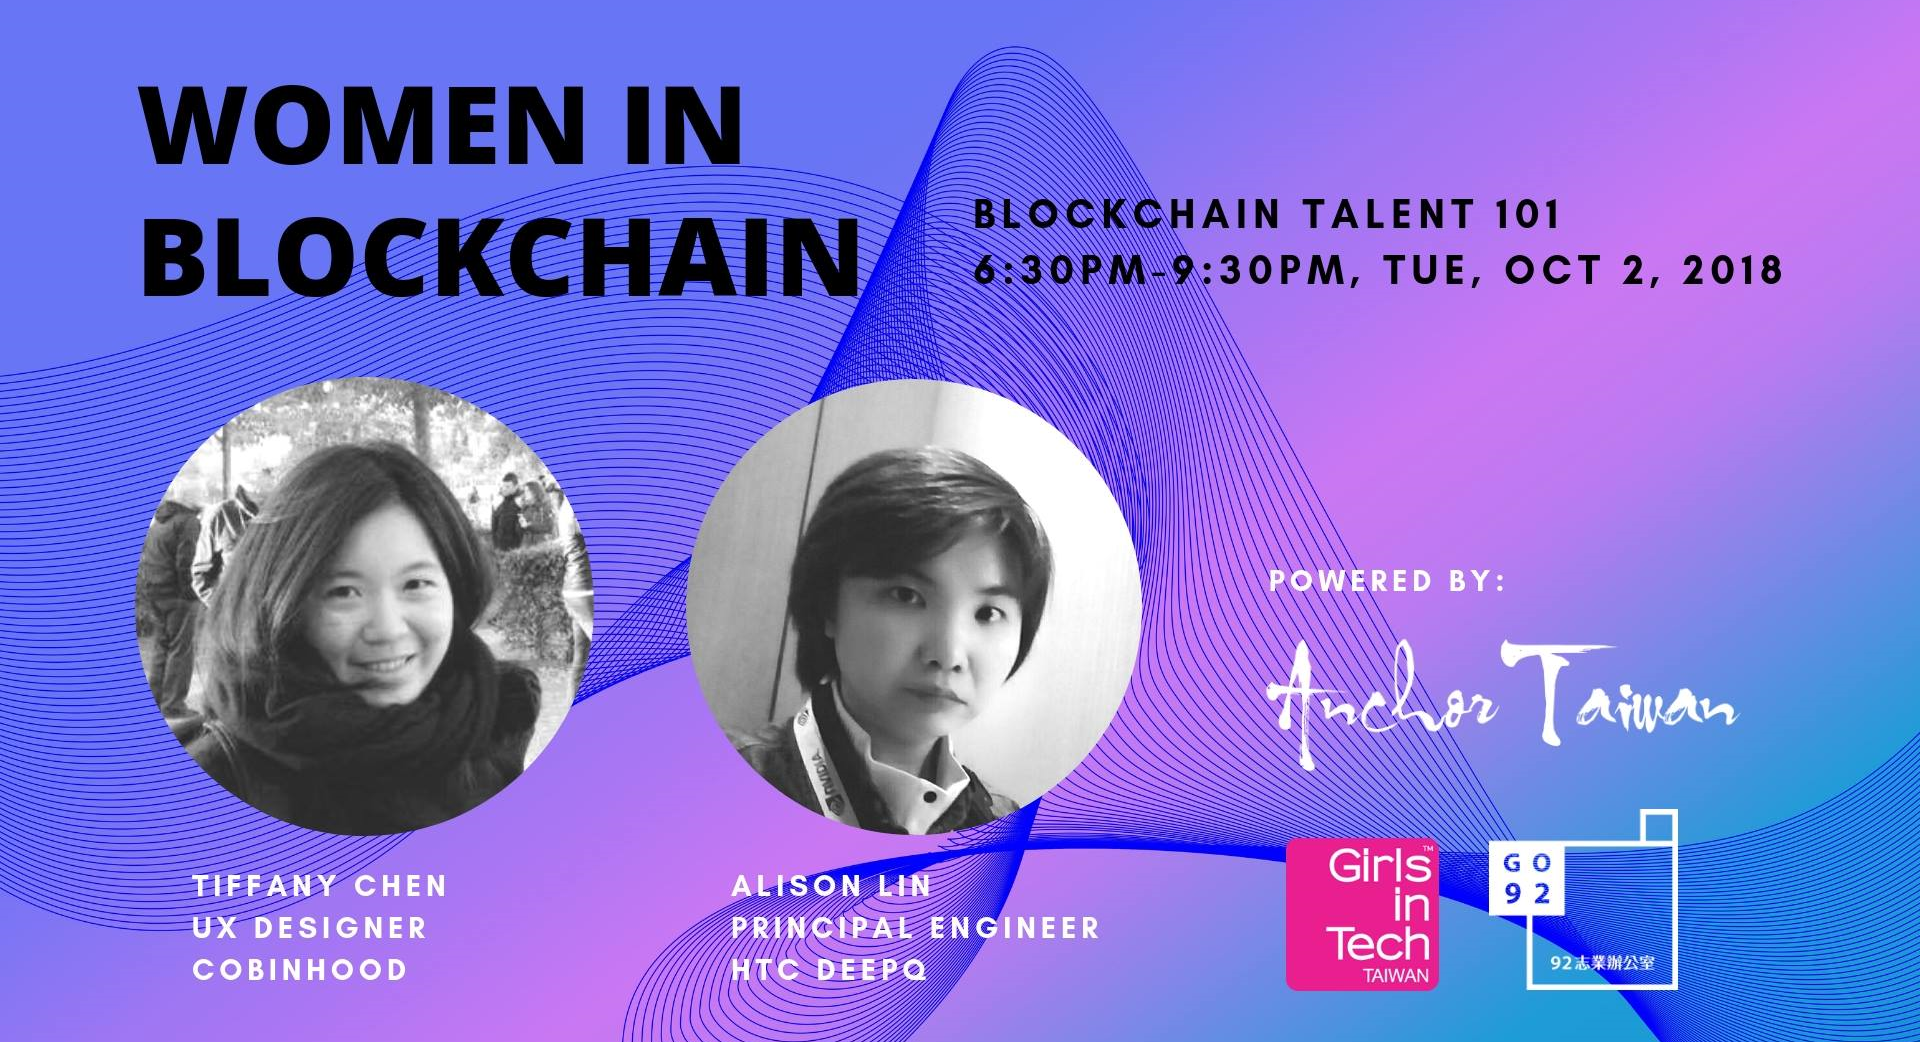 WOMEN IN
BLOCKCHAIN
BLOCKCHAIN TALENT 101
6:30PM-9:30PM, TUE, OCT 2, 2018
NVIDIA
TIFFANY CHEN
UX DESIGNER
COBINHOOD
ALISON LIN
PRINCIPAL ENGINEER
HTC DEEPQ
POWERED BY:
Anchor Taiwan
Girls™
in
Tech
TAIWAN
GO
92
92志業辦公室